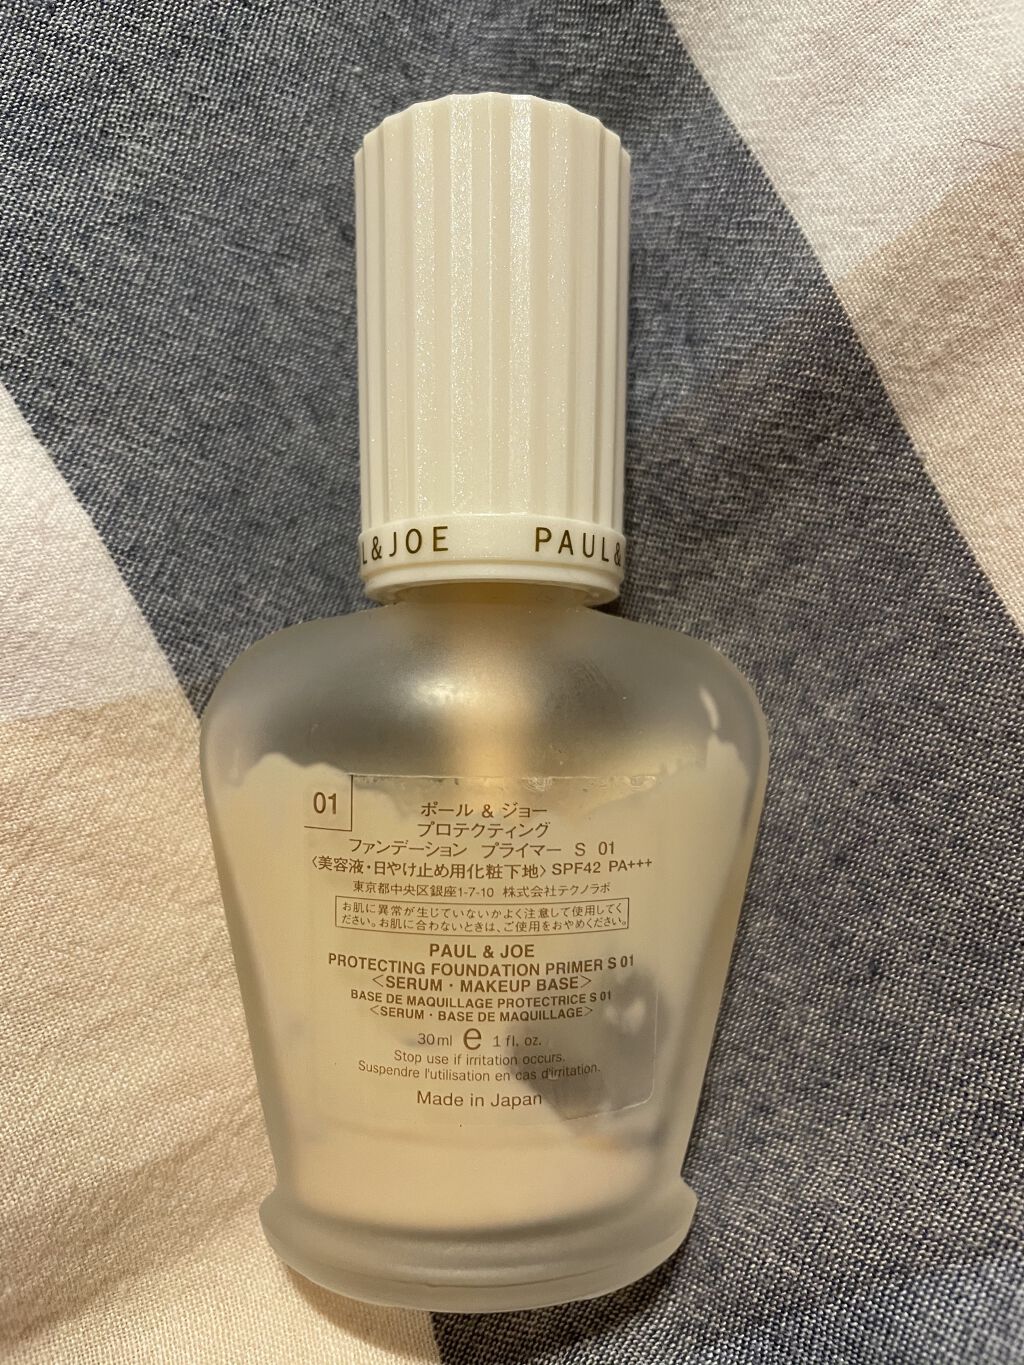 L&JOE PAUL&
01
ポール & ジョー
プロテクティング
ファンデーション プライマー S 01
〈美容液・日やけ止め用化粧下地〉SPF42 PA+++
東京都中央区銀座1-7-10 株式会社テクノラボ
お肌に異常が生じていないかよく注意して使用してく
ださい。お肌に合わないときは、ご使用をおやめください。
PAUL & JOE
PROTECTING FOUNDATION PRIMER S 01
<SERUM・MAKEUP BASE>
BASE DE MAQUILLAGE PROTECTRICE S 01
<SERUM・BASE DE MAQUILLAGE>
30ml e 1 fl. oz.
Stop use if irritation occurs.
Suspendre l'utilisation en cas d'irritation.
Made in Japan